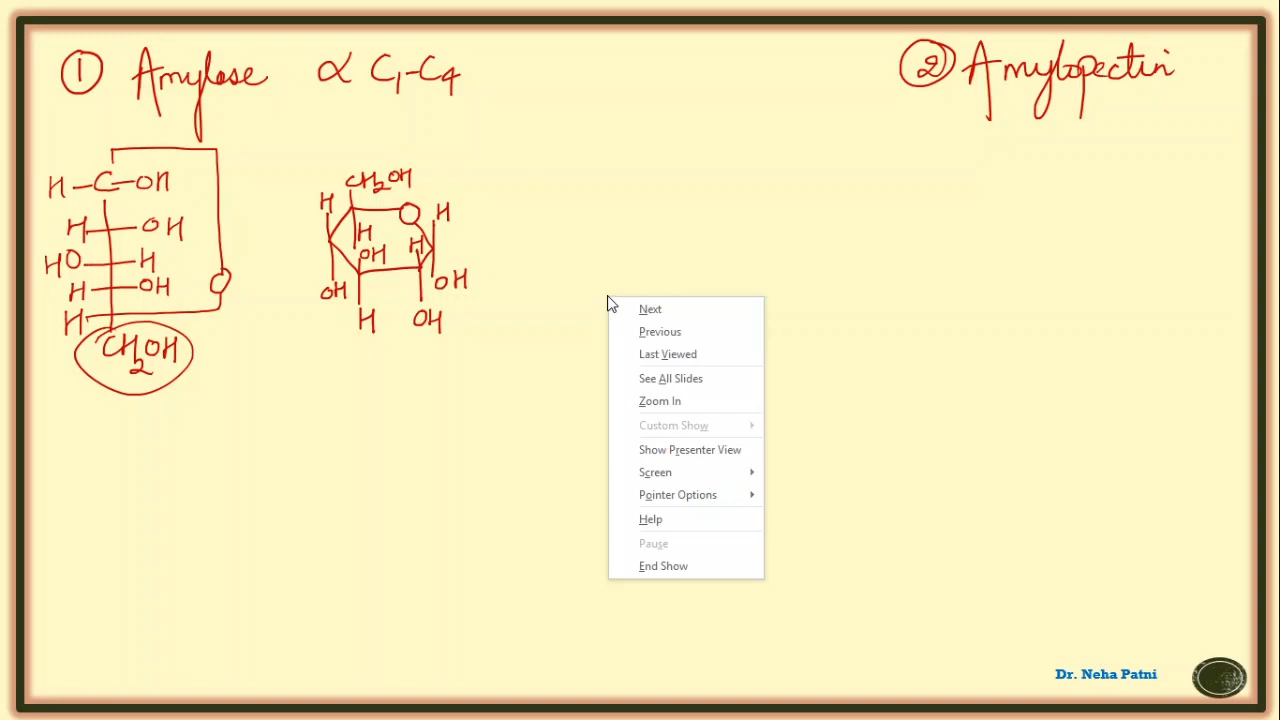 ① Amylose α C1-C4
② Amylopectin
H-C-OH
H OH
HO H
H OH
H
O
CH2OH
CH2OH
H O H
H OH H
OH OH
H OH
Next
Previous
Last Viewed
See All Slides
Zoom In
Custom Show
Show Presenter View
Screen
Pointer Options
Help
Pause
End Show
Dr. Neha Patni